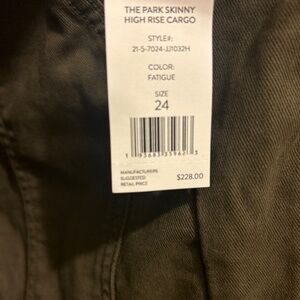 THE PARK SKINNY
HIGH RISE CARGO
STYLE#:
21-5-7024-JJ1032H
COLOR:
FATIGUE
SIZE
24
MANUFACTURERS
SUGGESTED
RETAIL PRICE
$228.00